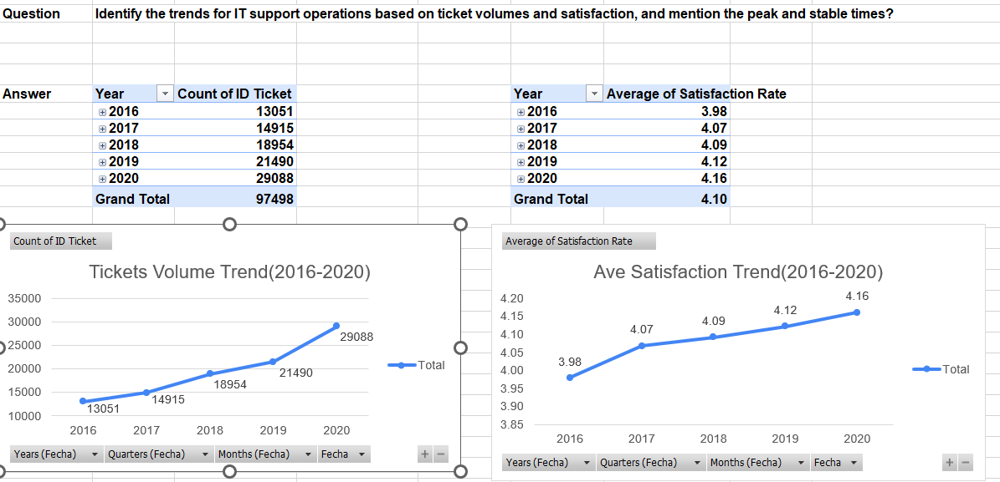 Question Identify the trends for IT support operations based on ticket volumes and satisfaction, and mention the peak and stable times?
Answer Year Count of ID Ticket Year Average of Satisfaction Rate
2016 13051 2016 3.98
2017 14915 2017 4.07
2018 18954 2018 4.09
2019 21490 2019 4.12
2020 29088 2020 4.16
Grand Total 97498 Grand Total 4.10
Count of ID Ticket
Tickets Volume Trend(2016-2020)
35000
30000
25000
20000
15000
10000
13051
14915
18954
21490
29088
Total
2016 2017 2018 2019 2020
Years (Fecha) Quarters (Fecha) Months (Fecha) Fecha + −
Average of Satisfaction Rate
Ave Satisfaction Trend(2016-2020)
4.20
4.15
4.10
4.05
4.00
3.95
3.90
3.85
3.98
4.07
4.09
4.12
4.16
Total
2016 2017 2018 2019 2020
Years (Fecha) Quarters (Fecha) Months (Fecha) Fecha + −